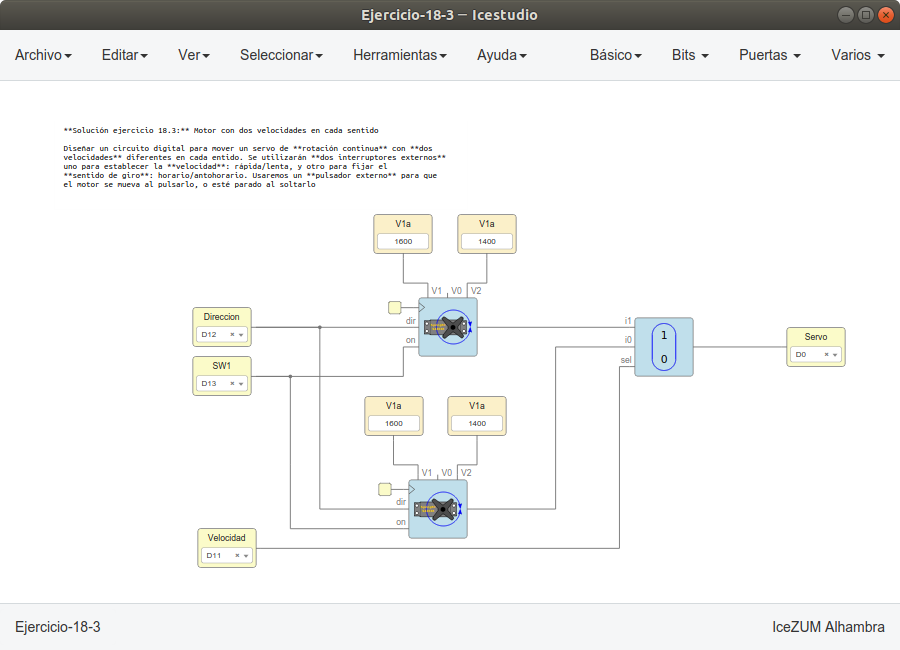 Ejercicio-18-3 — Icestudio
Archivo Editar Ver Seleccionar Herramientas Ayuda Básico Bits Puertas Varios
**Solución ejercicio 18.3:** Motor con dos velocidades en cada sentido
Diseñar un circuito digital para mover un servo de **rotación continua** con **dos
velocidades** diferentes en cada entido. Se utilizarán **dos interruptores externos**
uno para establecer la **velocidad**: rápida/lenta, y otro para fijar el
**sentido de giro**: horario/antohorario. Usaremos un **pulsador externo** para que
el motor se mueva al pulsarlo, o esté parado al soltarlo
V1a V1a
1600 1400
V1 V0 V2
Direccion
D12
dir
on
SW1
D13
i1
i0
sel
1
0
Servo
D0
V1a V1a
1600 1400
V1 V0 V2
dir
on
Velocidad
D11
Ejercicio-18-3 IceZUM Alhambra